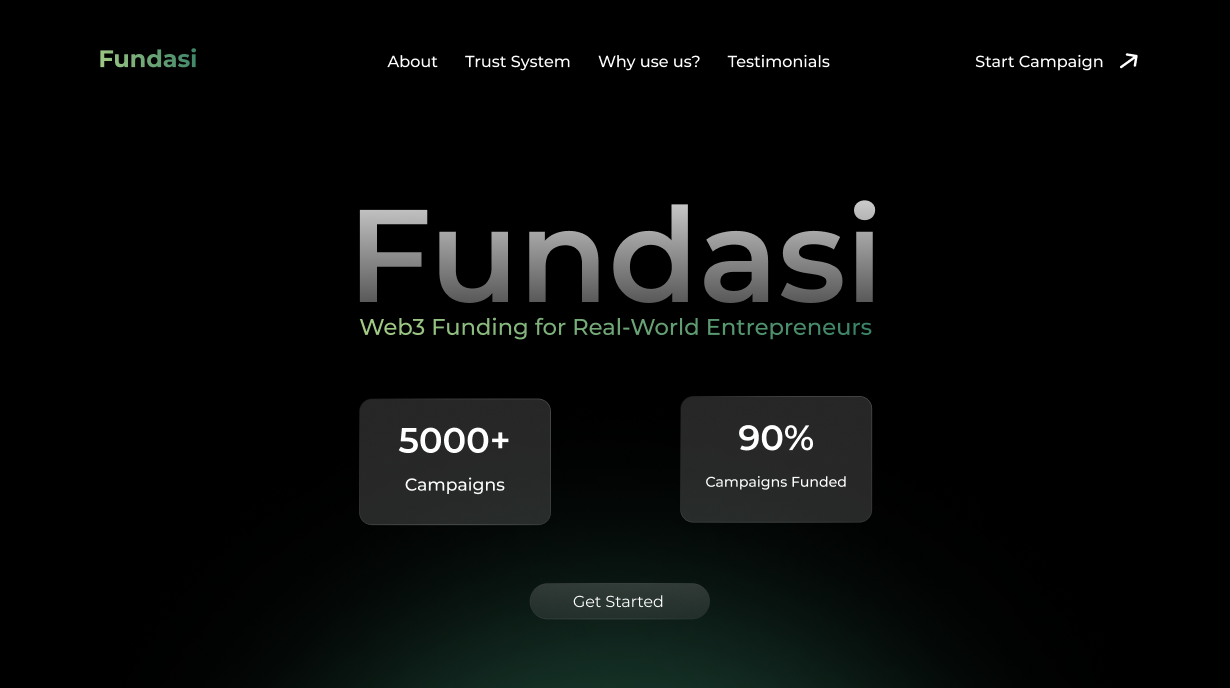 Fundasi
About Trust System Why use us? Testimonials
Start Campaign
Fundasi
Web3 Funding for Real-World Entrepreneurs
5000+
Campaigns
90%
Campaigns Funded
Get Started